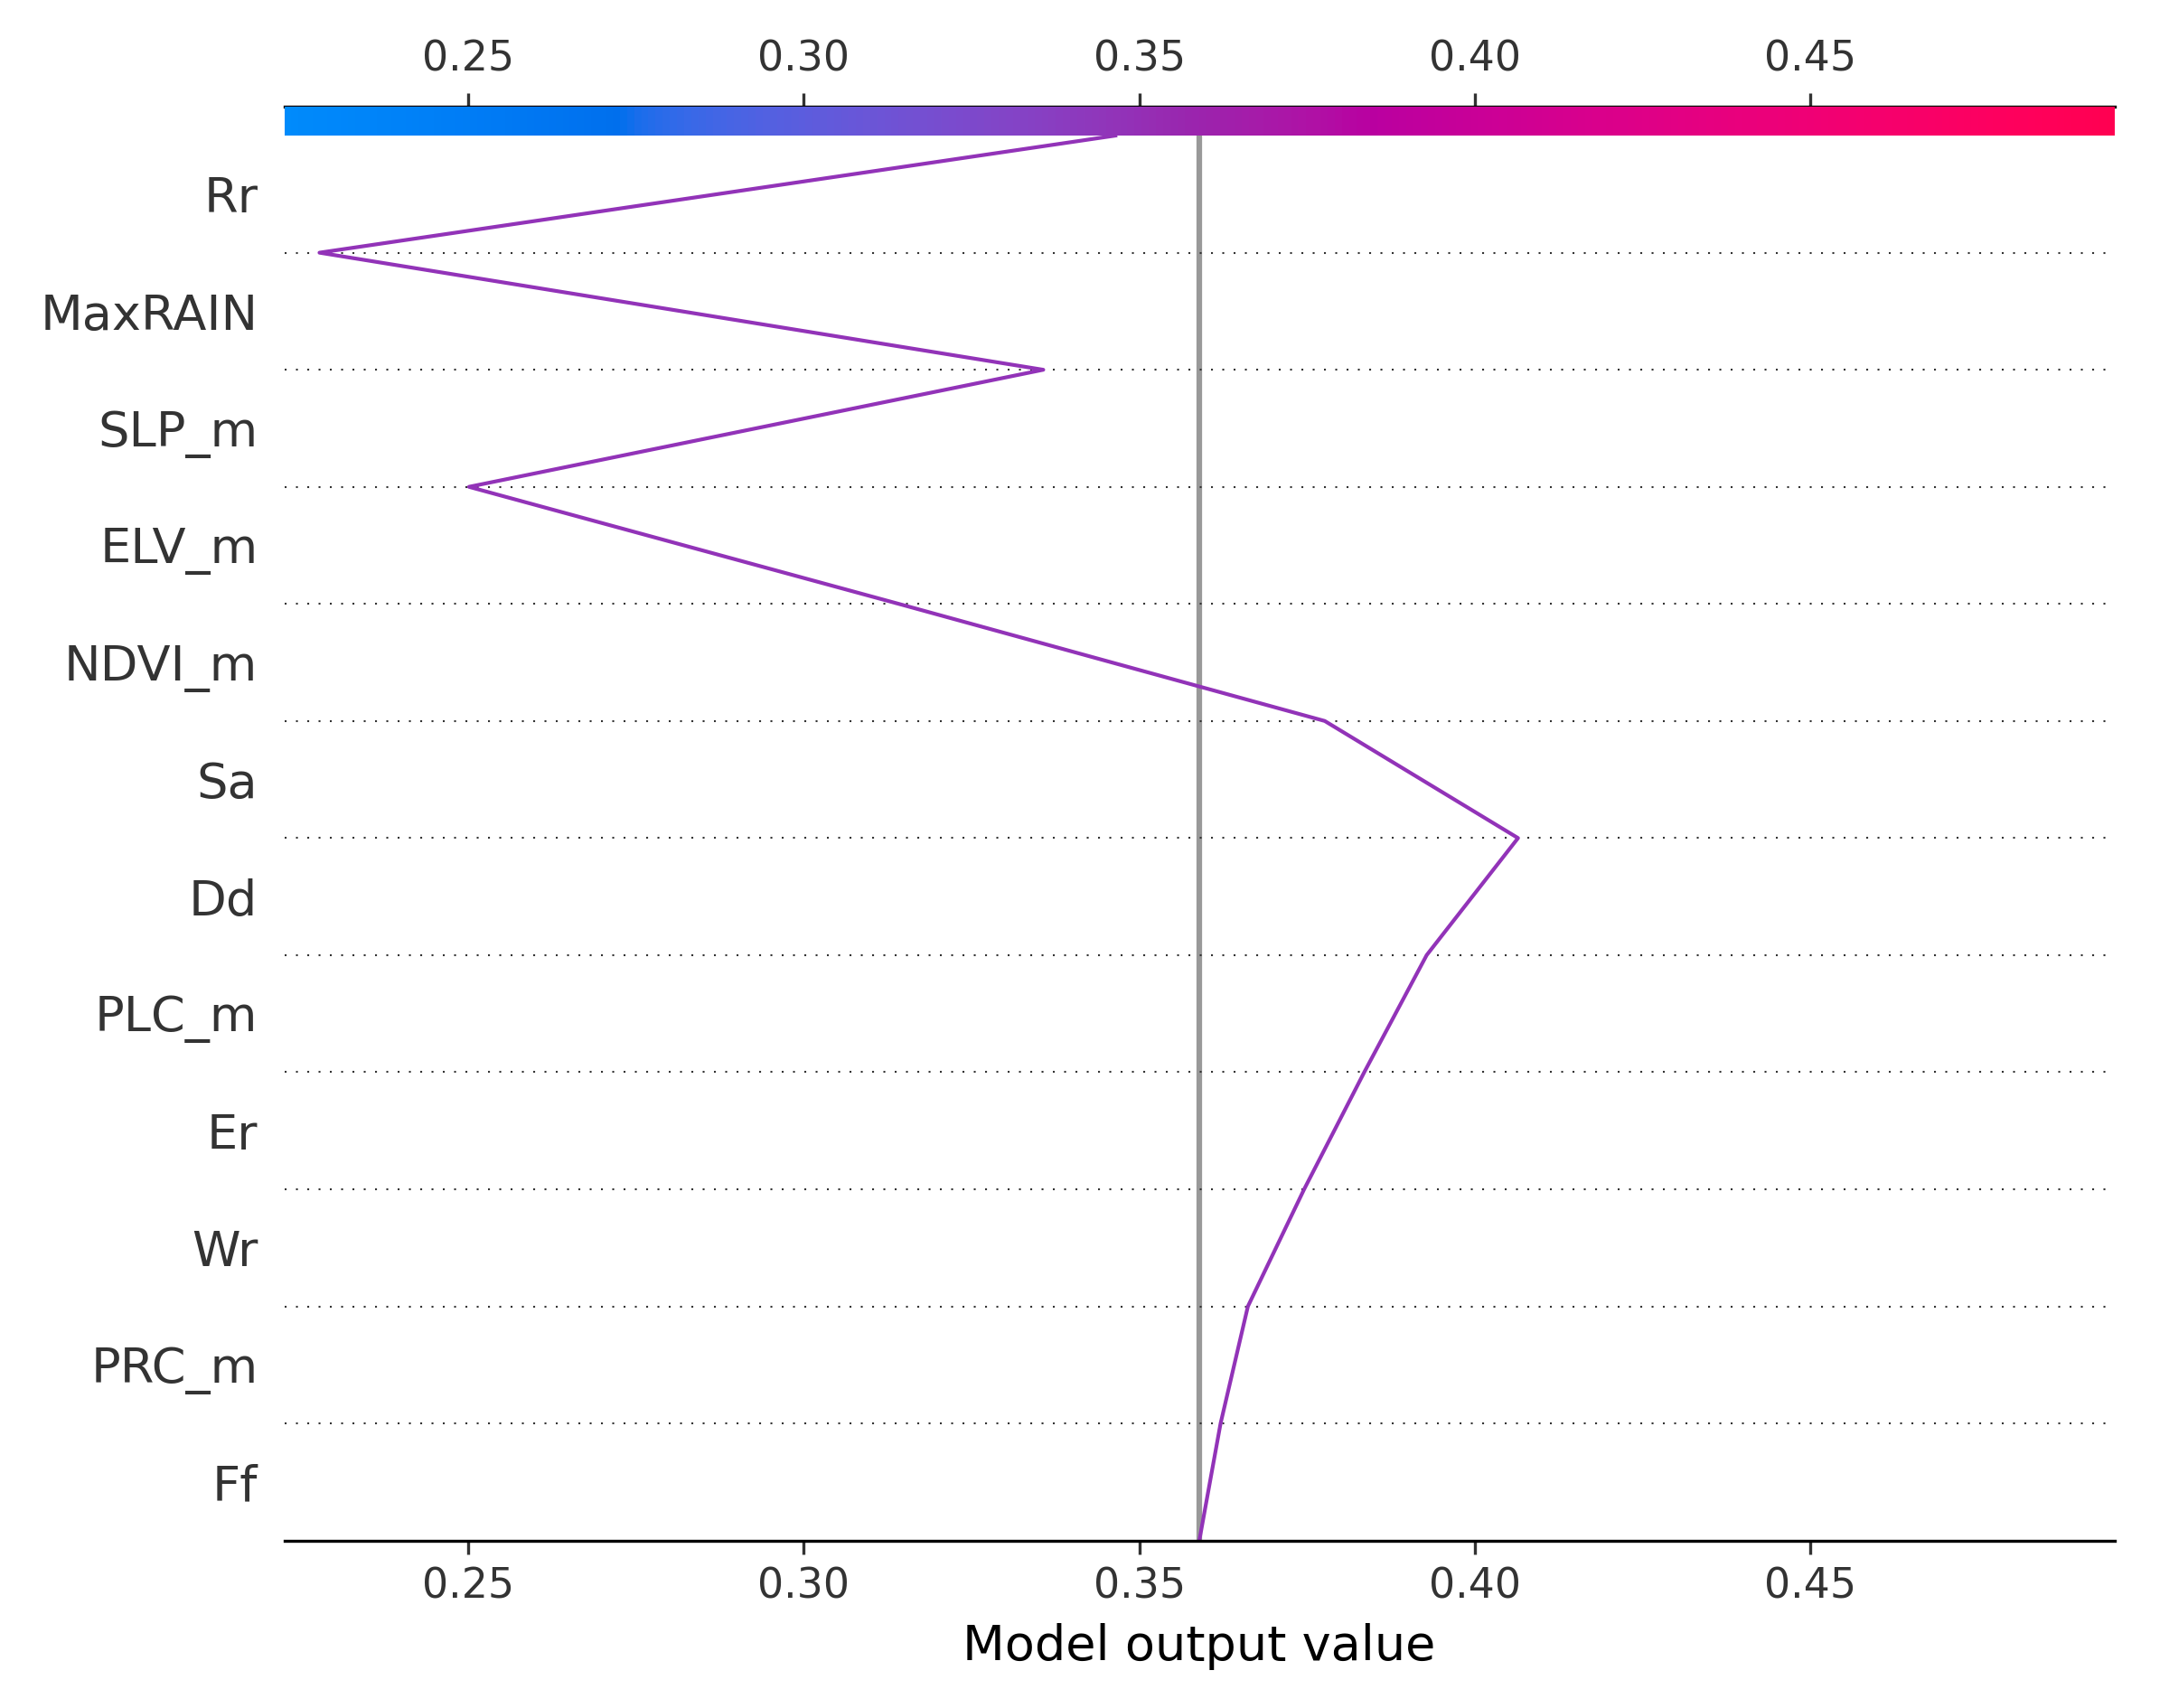 0.25 0.30 0.35 0.40 0.45
Rr
MaxRAIN
SLP_m
ELV_m
NDVI_m
Sa
Dd
PLC_m
Er
Wr
PRC_m
Ff
0.25 0.30 0.35 0.40 0.45
Model output value